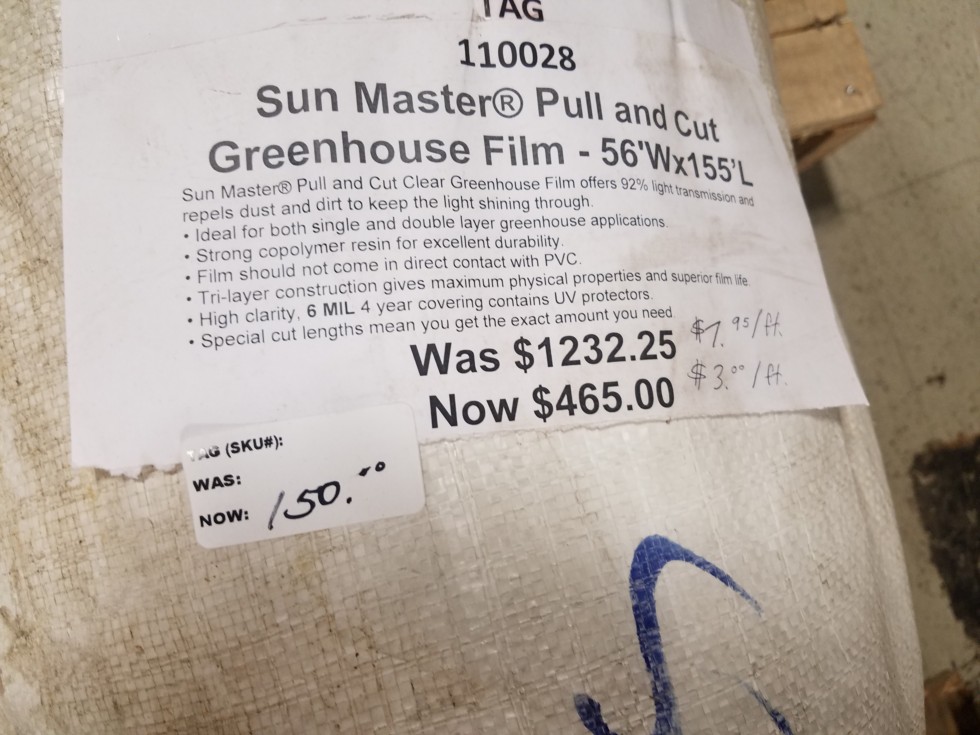 TAG
110028
Sun Master® Pull and Cut
Greenhouse Film - 56'Wx155'L
Sun Master® Pull and Cut Clear Greenhouse Film offers 92% light transmission and
repels dust and dirt to keep the light shining through.
• Ideal for both single and double layer greenhouse applications.
• Strong copolymer resin for excellent durability.
• Film should not come in direct contact with PVC.
• Tri-layer construction gives maximum physical properties and superior film life.
• High clarity, 6 MIL 4 year covering contains UV protectors.
• Special cut lengths mean you get the exact amount you need
Was $1232.25 $7.95/ft.
Now $465.00 $3.00/ft.
TAG (SKU#):
WAS:
NOW: 150.00